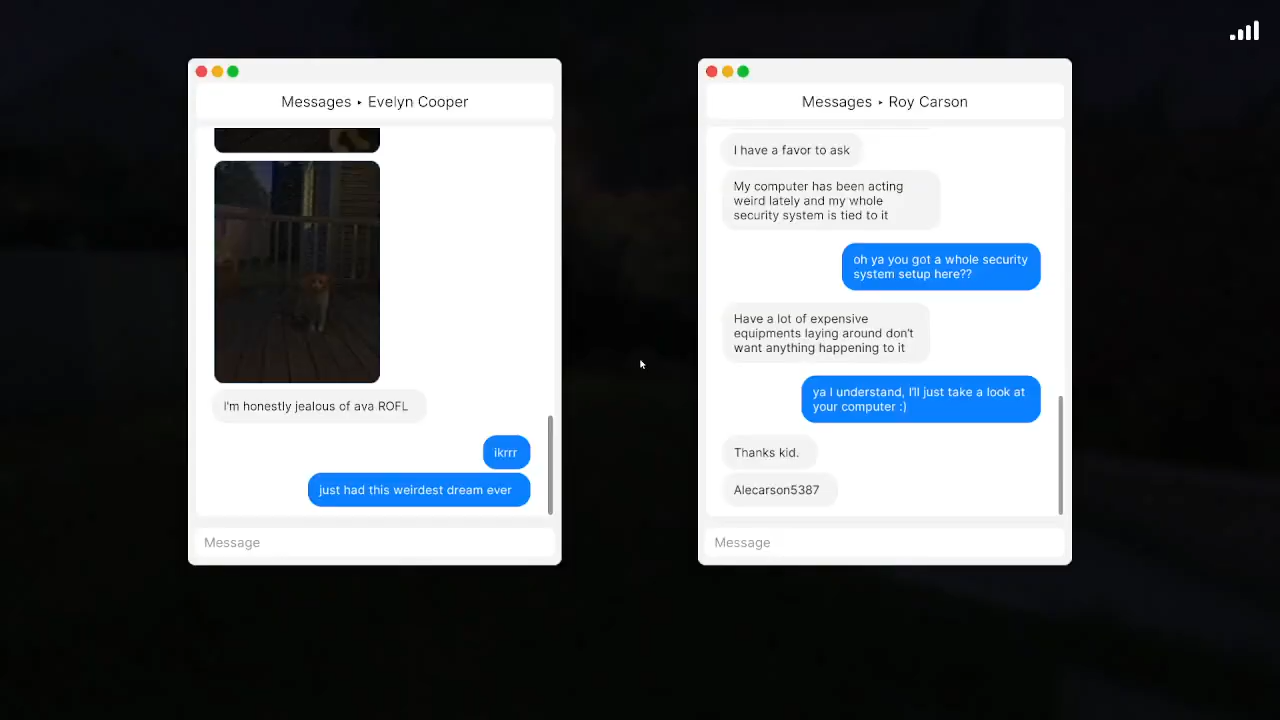 Messages ▸ Evelyn Cooper
I'm honestly jealous of ava ROFL
ikrrr
just had this weirdest dream ever
Message
Messages ▸ Roy Carson
I have a favor to ask
My computer has been acting
weird lately and my whole
security system is tied to it
oh ya you got a whole security
system setup here??
Have a lot of expensive
equipments laying around don't
want anything happening to it
ya I understand, I'll just take a look at
your computer :)
Thanks kid.
Alecarson5387
Message